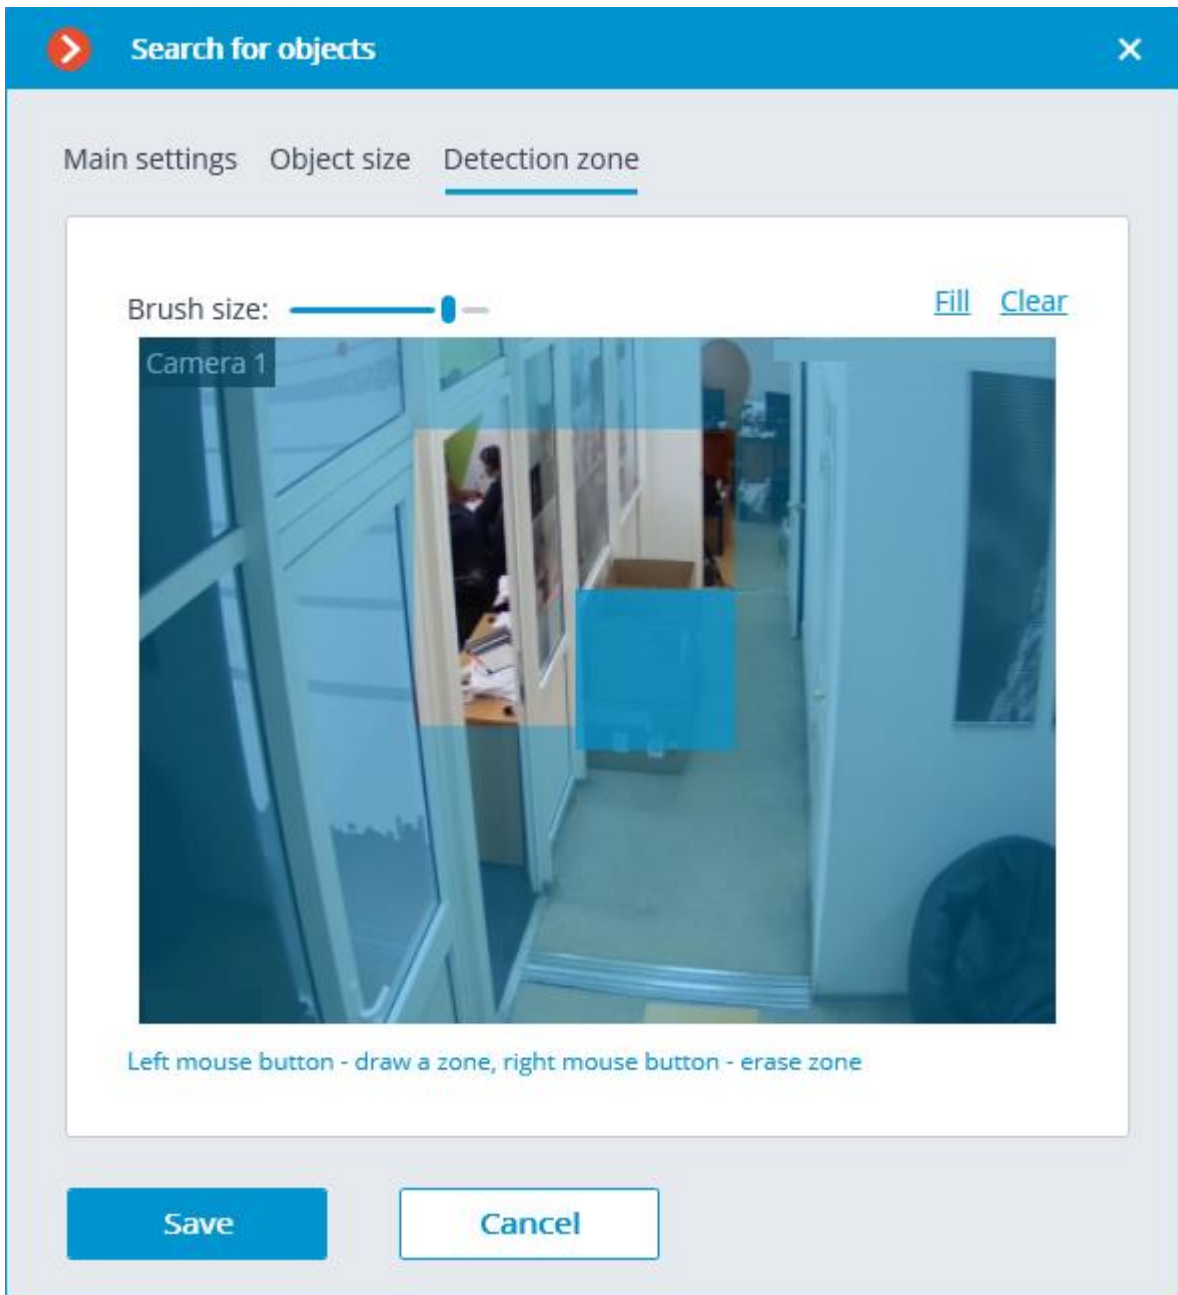 Search for objects
Main settings Object size Detection zone
Brush size: Fill Clear
Camera 1
Left mouse button - draw a zone, right mouse button - erase zone
Save Cancel